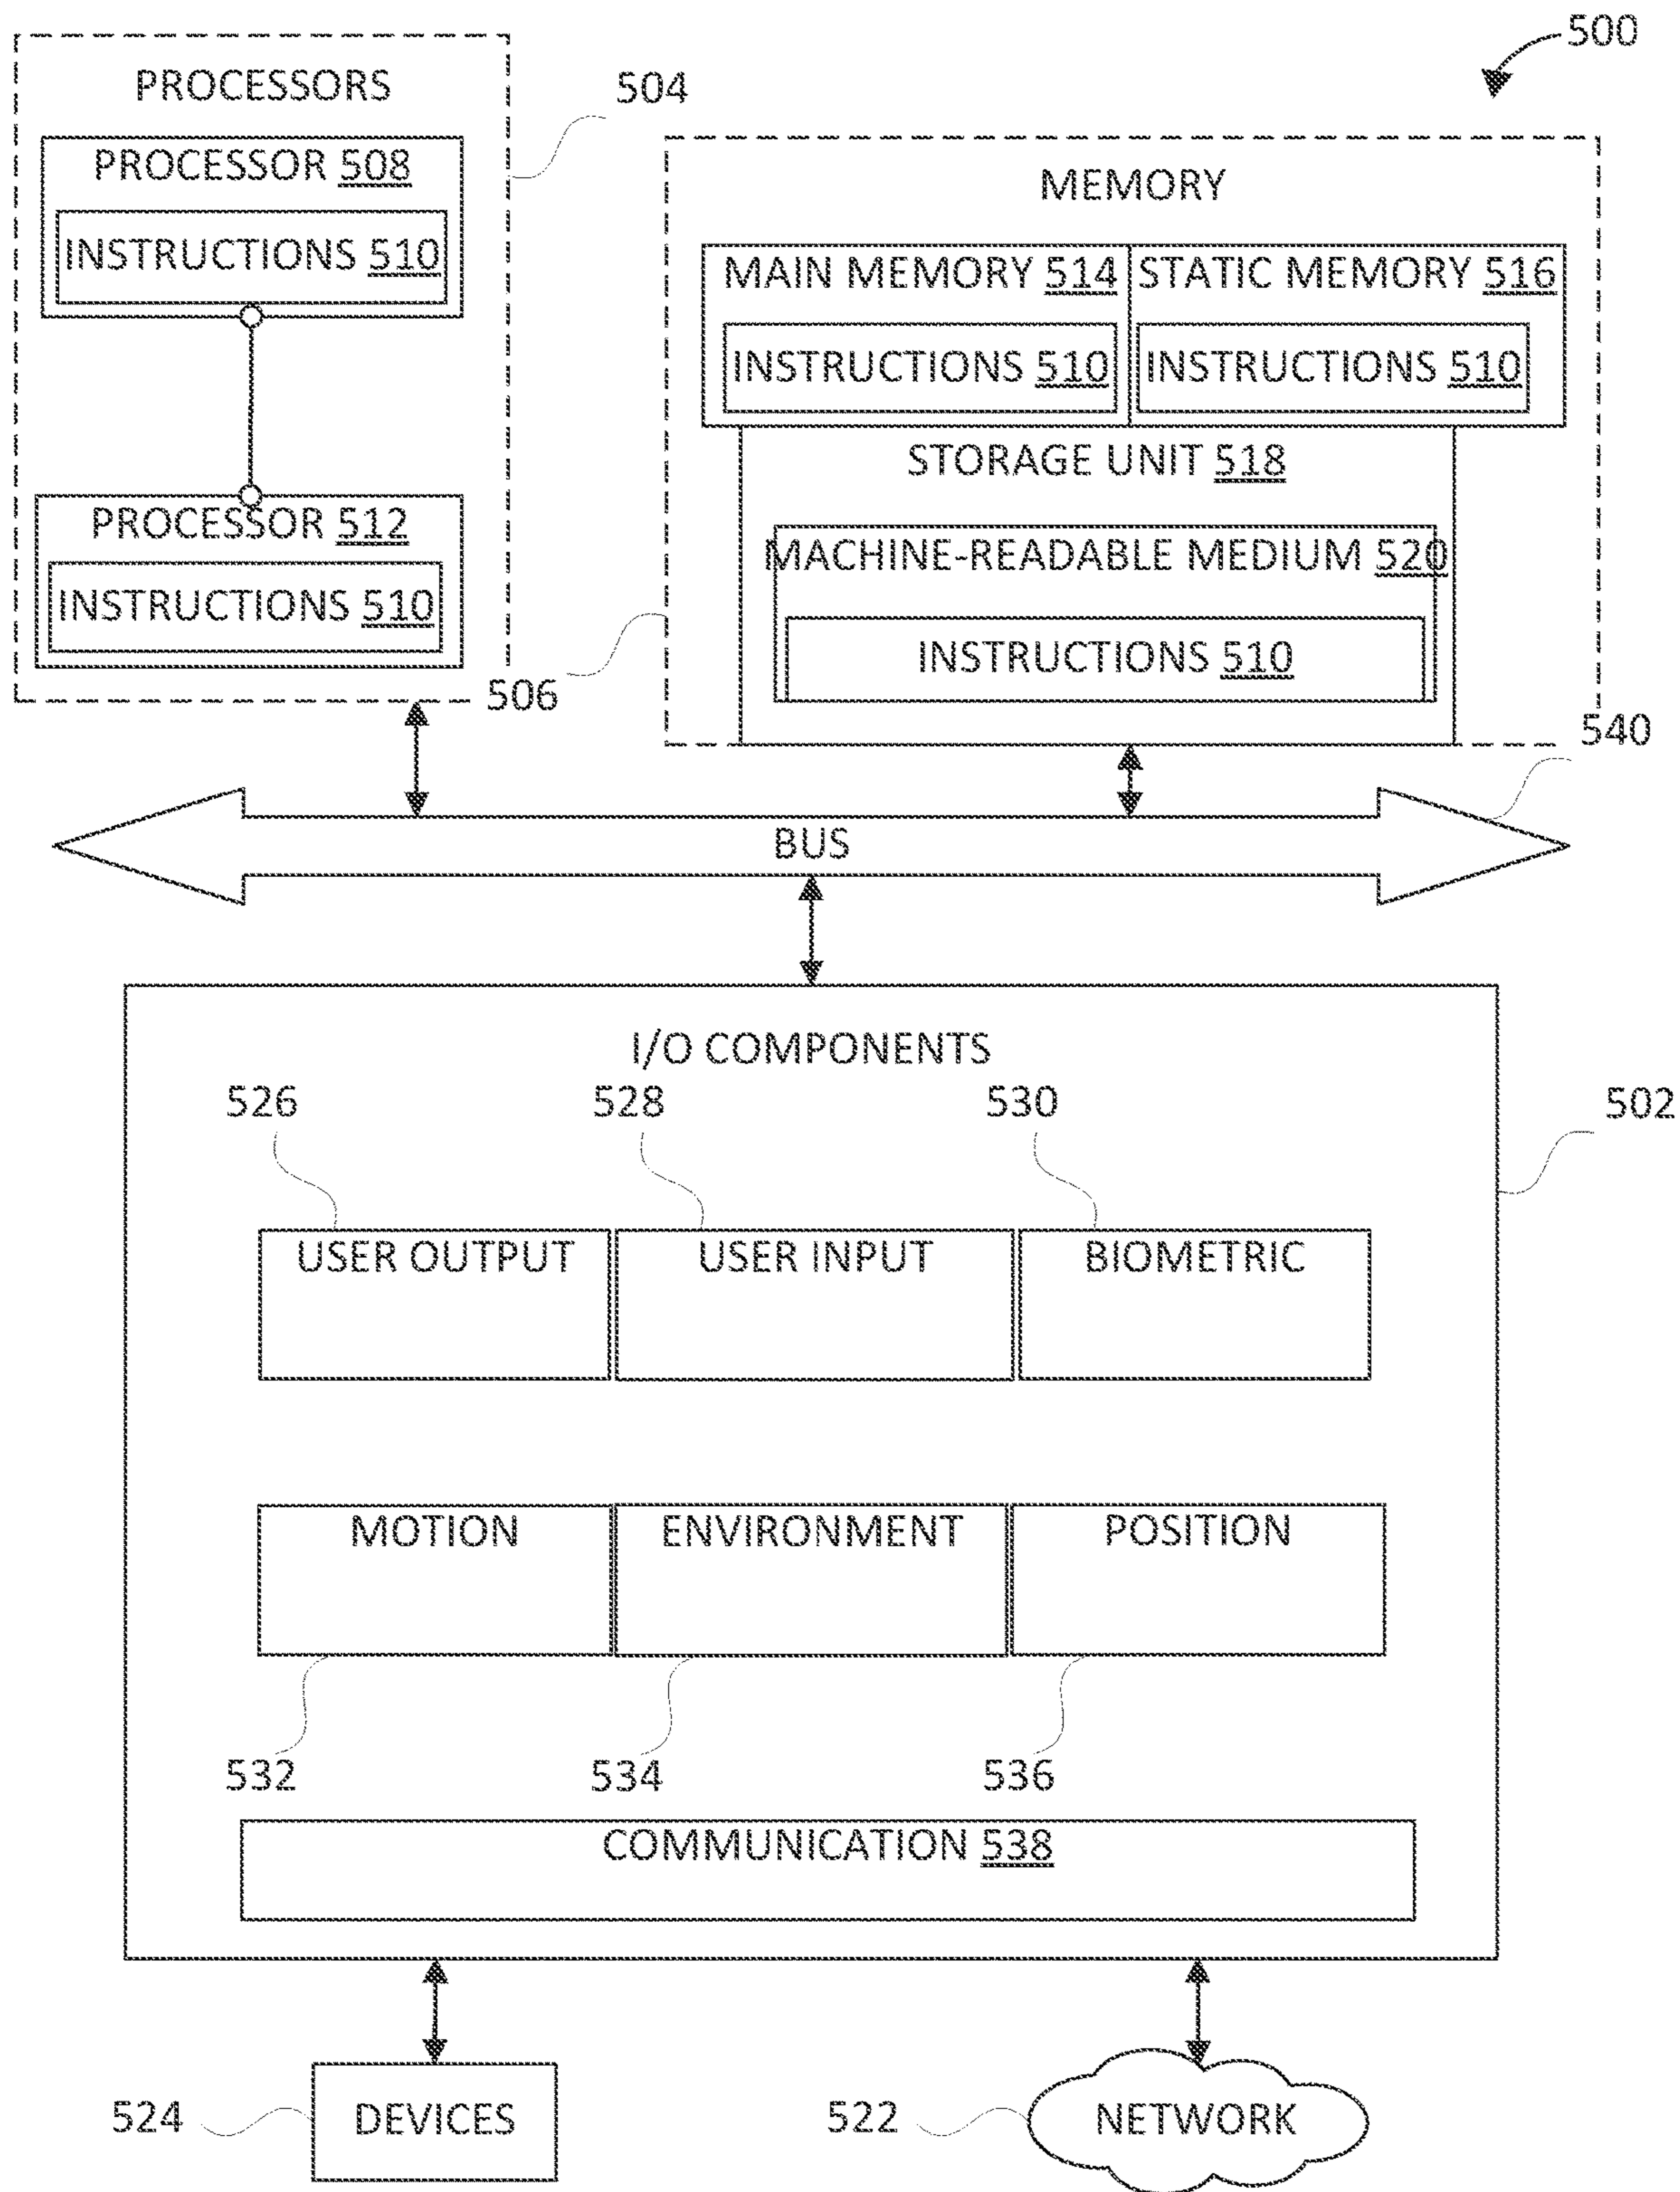 500
PROCESSORS
504
PROCESSOR 508
INSTRUCTIONS 510
PROCESSOR 512
INSTRUCTIONS 510
506
MEMORY
MAIN MEMORY 514
STATIC MEMORY 516
INSTRUCTIONS 510
INSTRUCTIONS 510
STORAGE UNIT 518
MACHINE-READABLE MEDIUM 520
INSTRUCTIONS 510
540
BUS
I/O COMPONENTS
526
528
530
502
USER OUTPUT
USER INPUT
BIOMETRIC
MOTION
ENVIRONMENT
POSITION
532
534
536
COMMUNICATION 538
524
DEVICES
522
NETWORK